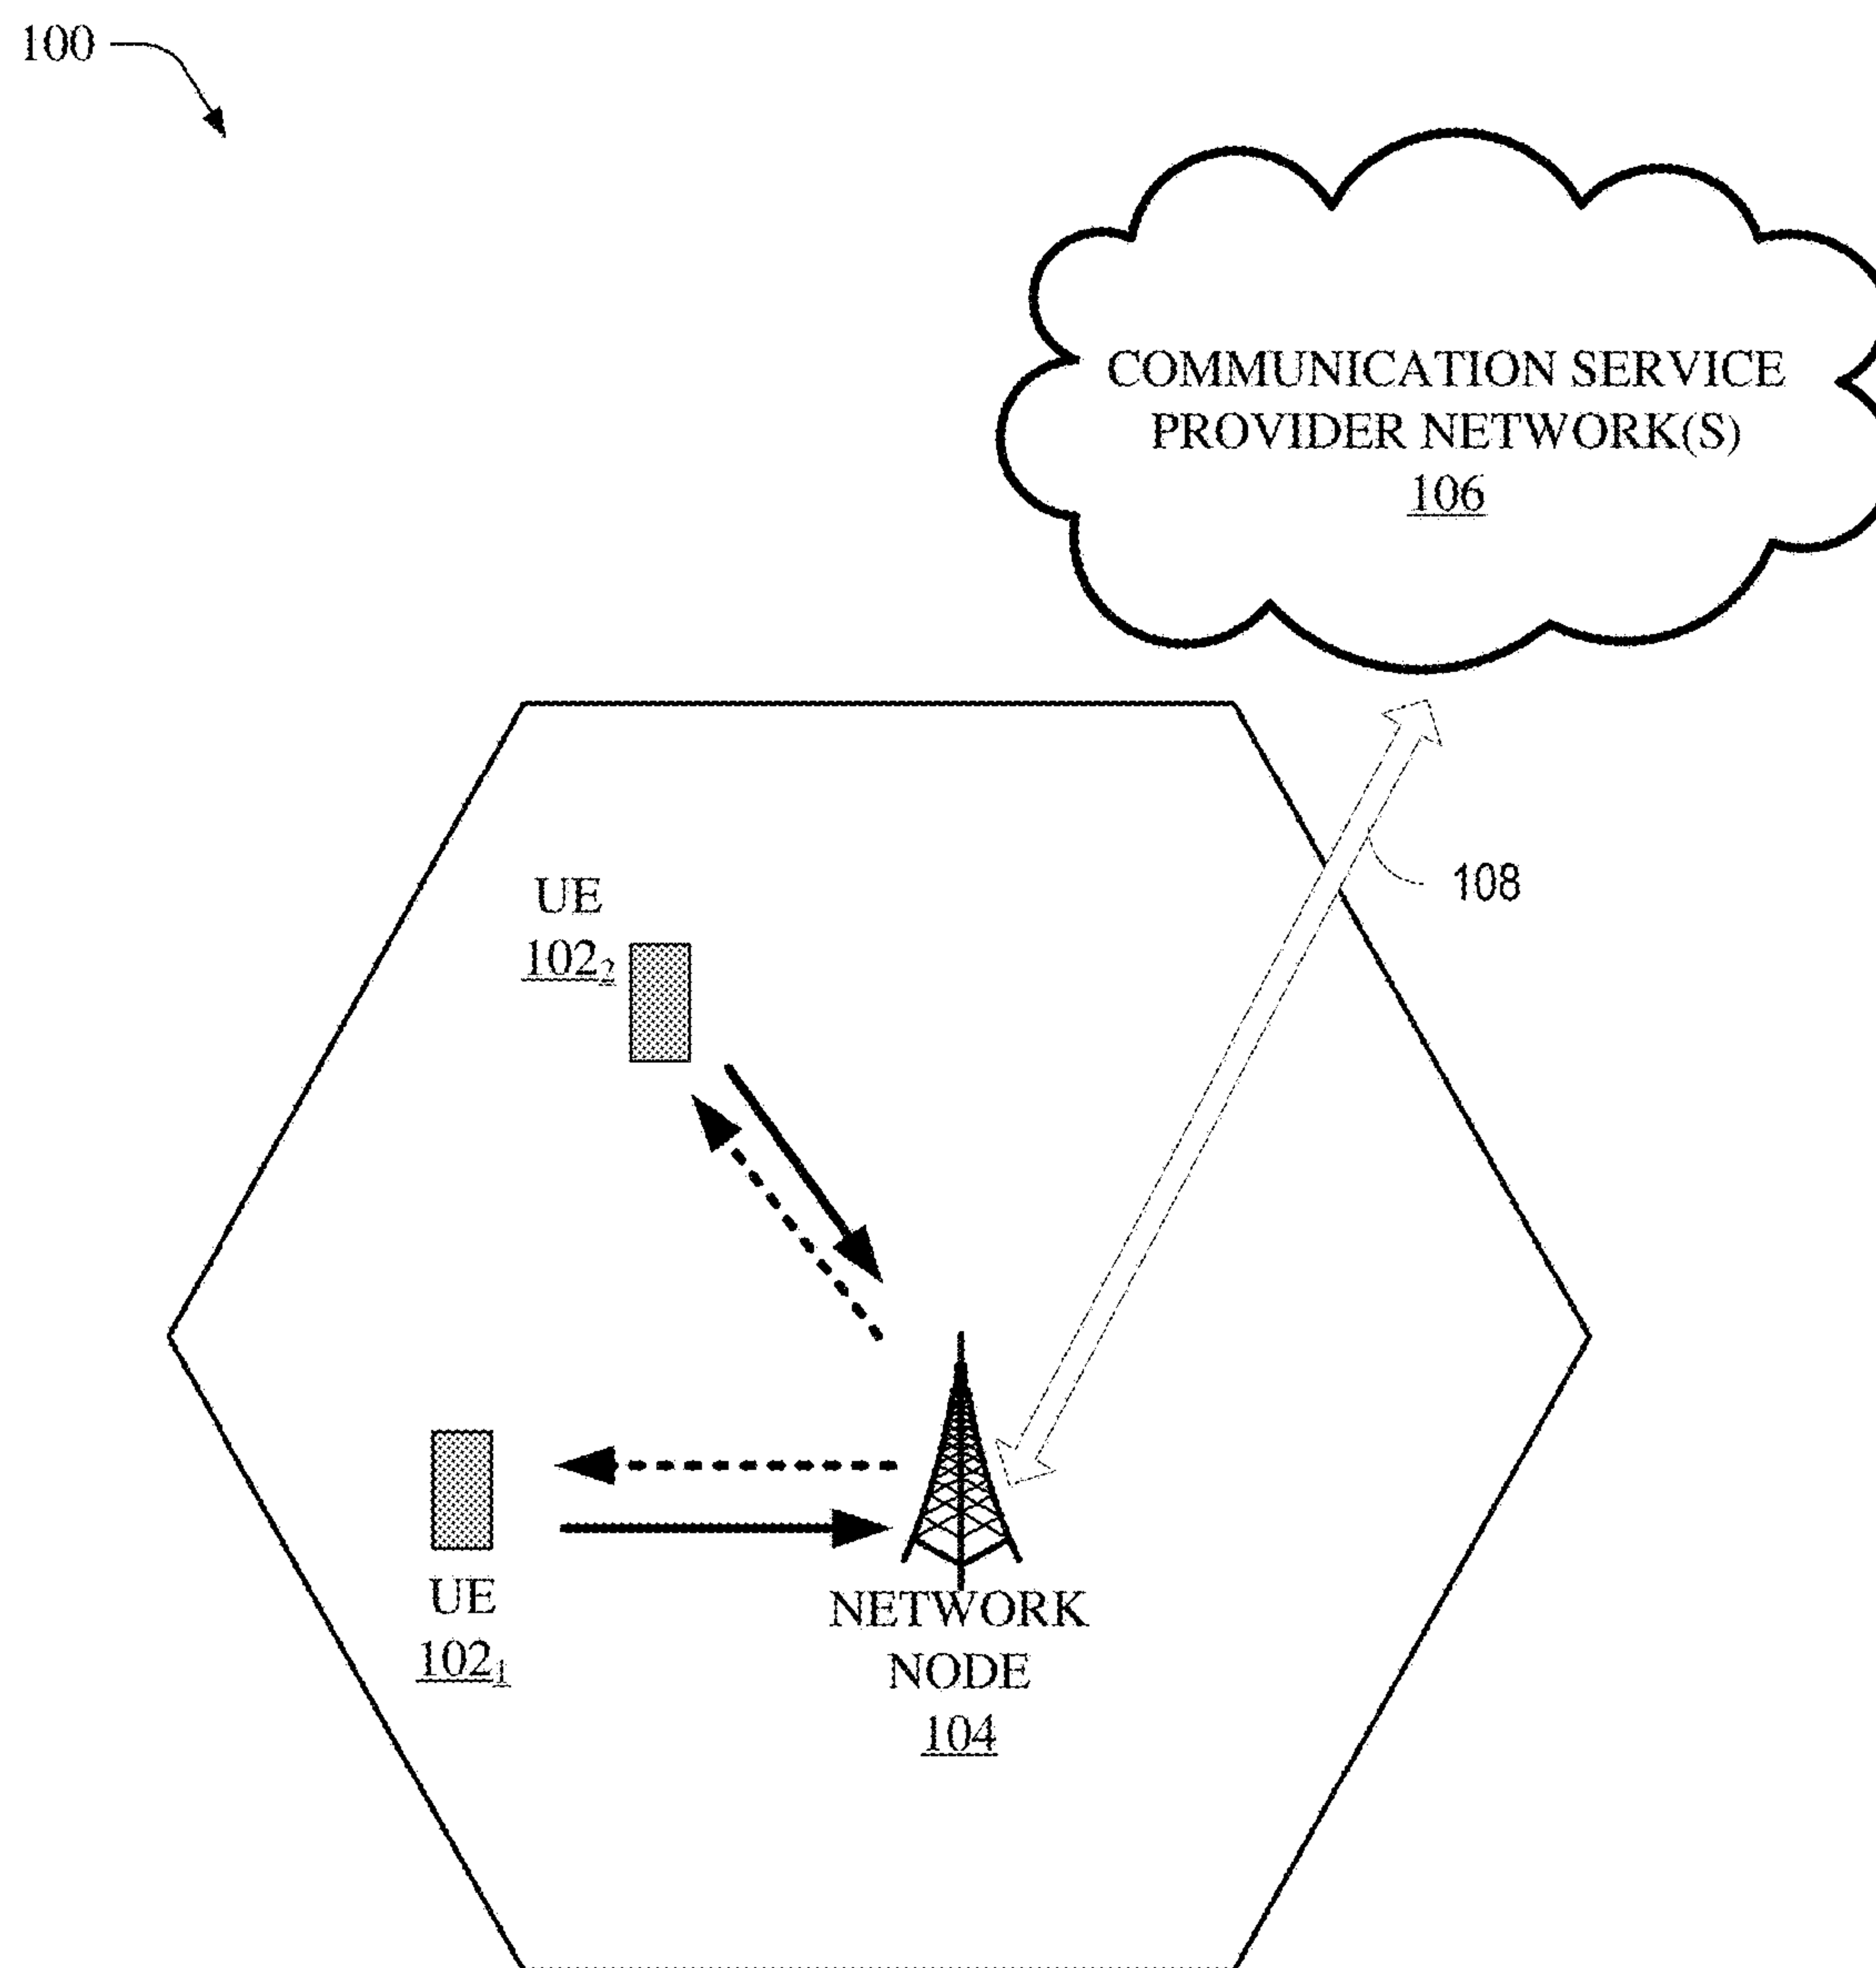 100
COMMUNICATION SERVICE
PROVIDER NETWORK(S)
106
108
UE
102₂
UE
102₁
NETWORK
NODE
104